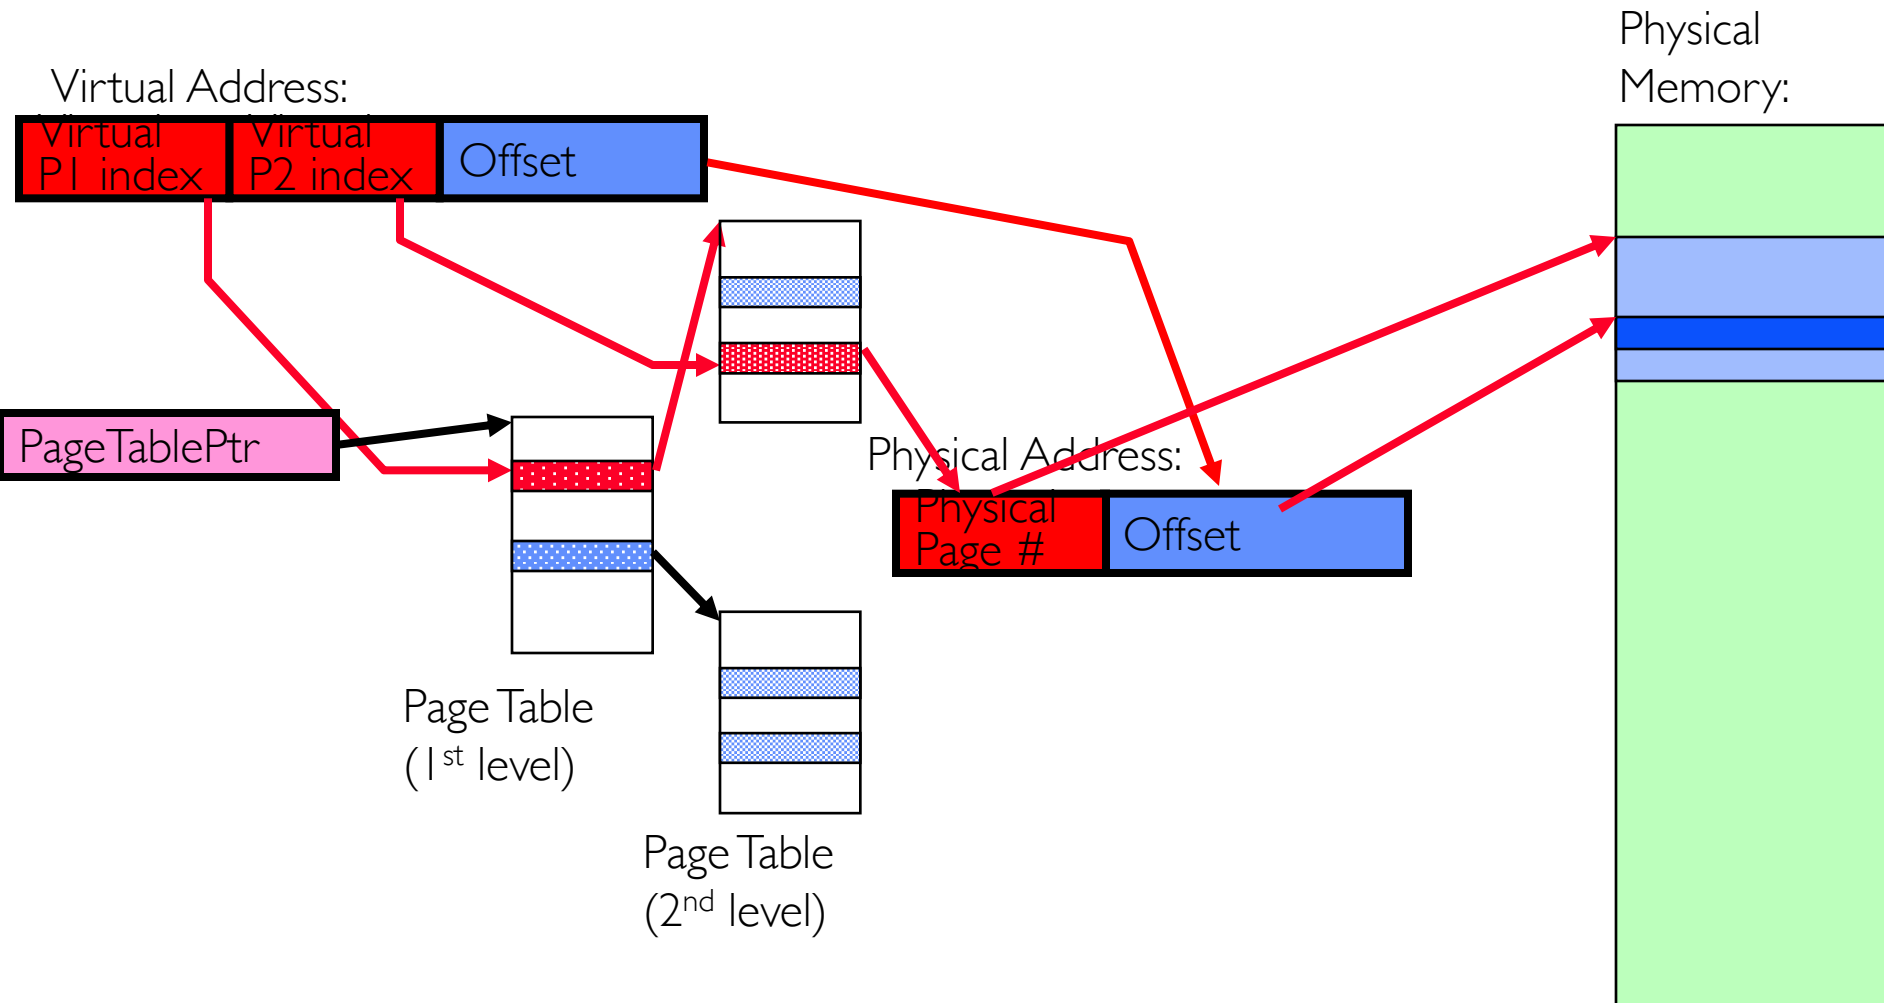 Physical
Memory:
Virtual Address:
Virtual
P1 index
Virtual
P2 index
Offset
PageTablePtr
Physical Address:
Physical
Page #
Offset
Page Table
(1st level)
Page Table
(2nd level)